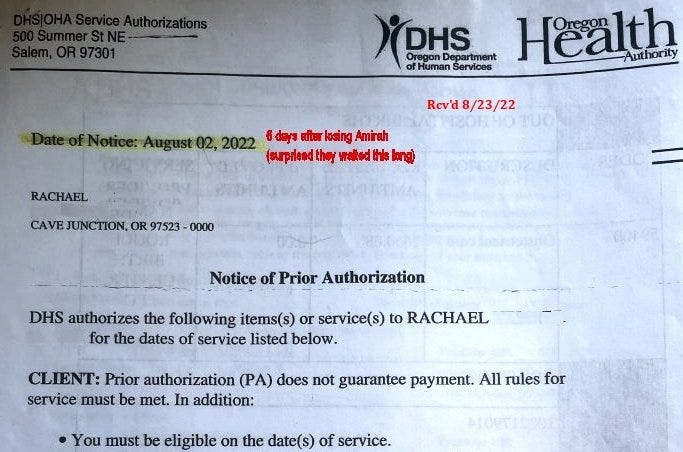 DHS|OHA Service Authorizations
500 Summer St NE
Salem, OR 97301
DHS
Oregon Department
of Human Services
Oregon
Health
Authority
Rcv'd 8/23/22
Date of Notice: August 02, 2022
6 days after losing Amirah
(surprised they waited this long)
RACHAEL
CAVE JUNCTION, OR 97523 - 0000
Notice of Prior Authorization
DHS authorizes the following items(s) or service(s) to RACHAEL
for the dates of service listed below.
CLIENT: Prior authorization (PA) does not guarantee payment. All rules for
service must be met. In addition:
• You must be eligible on the date(s) of service.